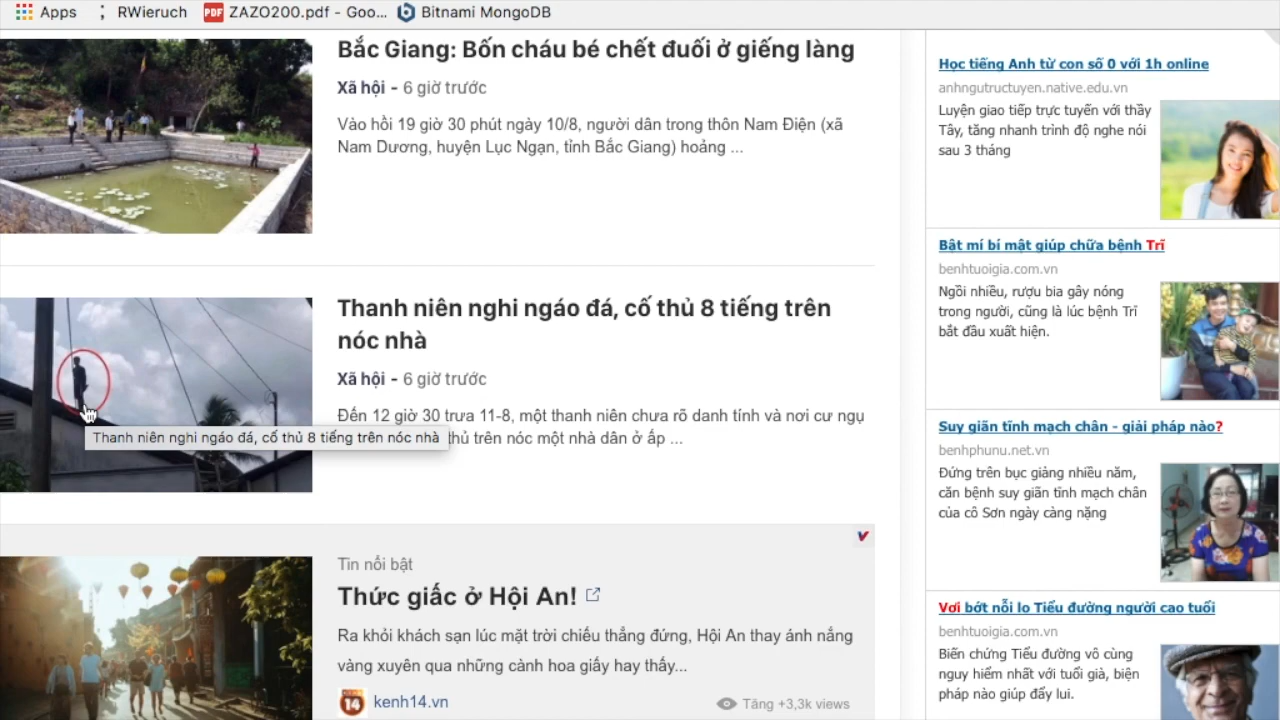 Apps
RWieruch
PDF
ZAZO200.pdf - Goo...
Bitnami MongoDB
Bắc Giang: Bốn cháu bé chết đuối ở giếng làng
Xã hội - 6 giờ trước
Vào hồi 19 giờ 30 phút ngày 10/8, người dân trong thôn Nam Điện (xã
Nam Dương, huyện Lục Ngạn, tỉnh Bắc Giang) hoảng ...
Thanh niên nghi ngáo đá, cố thủ 8 tiếng trên
nóc nhà
Xã hội - 6 giờ trước
Đến 12 giờ 30 trưa 11-8, một thanh niên chưa rõ danh tính và nơi cư ngụ
thủ trên nóc một nhà dân ở ấp ...
Thanh niên nghi ngáo đá, cố thủ 8 tiếng trên nóc nhà
Tin nổi bật
Thức giấc ở Hội An!
Ra khỏi khách sạn lúc mặt trời chiếu thẳng đứng, Hội An thay ánh nắng
vàng xuyên qua những cành hoa giấy hay thấy...
14
kenh14.vn
Tăng +3,3k views
Học tiếng Anh từ con số 0 với 1h online
anhngutructuyen.native.edu.vn
Luyện giao tiếp trực tuyến với thầy
Tây, tăng nhanh trình độ nghe nói
sau 3 tháng
Bật mí bí mật giúp chữa bệnh Trĩ
benhtuoigia.com.vn
Ngồi nhiều, rượu bia gây nóng
trong người, cũng là lúc bệnh Trĩ
bắt đầu xuất hiện.
Suy giãn tĩnh mạch chân - giải pháp nào?
benhphunu.net.vn
Đứng trên bục giảng nhiều năm,
căn bệnh suy giãn tĩnh mạch chân
của cô Sơn ngày càng nặng
Vơi bớt nỗi lo Tiểu đường người cao tuổi
benhtuoigia.com.vn
Biến chứng Tiểu đường vô cùng
nguy hiểm nhất với tuổi già, biện
pháp nào giúp đẩy lui.